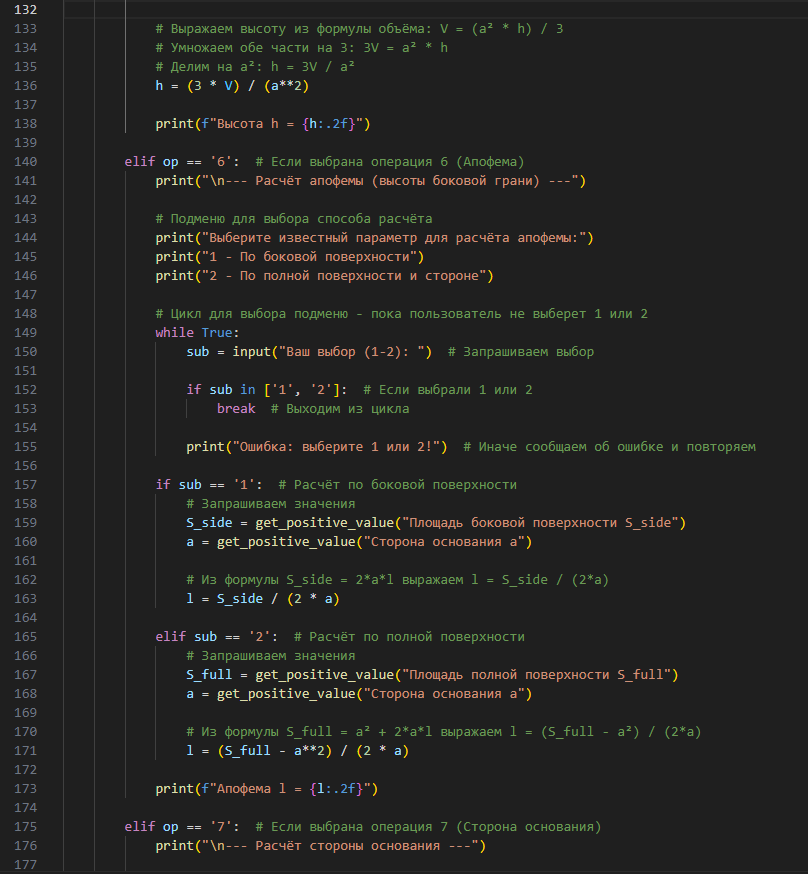 132
133 # Выражаем высоту из формулы объёма: V = (a² * h) / 3
134 # Умножаем обе части на 3: 3V = a² * h
135 # Делим на a²: h = 3V / a²
136 h = (3 * V) / (a**2)
137
138 print(f"Высота h = {h:.2f}")
139
140 elif op == '6':  # Если выбрана операция 6 (Апофема)
141 print("\n--- Расчёт апофемы (высоты боковой грани) ---")
142
143 # Подменю для выбора способа расчёта
144 print("Выберите известный параметр для расчёта апофемы:")
145 print("1 - По боковой поверхности")
146 print("2 - По полной поверхности и стороне")
147
148 # Цикл для выбора подменю - пока пользователь не выберет 1 или 2
149 while True:
150 sub = input("Ваш выбор (1-2): ")  # Запрашиваем выбор
151
152 if sub in ['1', '2']:  # Если выбрали 1 или 2
153 break  # Выходим из цикла
154
155 print("Ошибка: выберите 1 или 2!")  # Иначе сообщаем об ошибке и повторяем
156
157 if sub == '1':  # Расчёт по боковой поверхности
158 # Запрашиваем значения
159 S_side = get_positive_value("Площадь боковой поверхности S_side")
160 a = get_positive_value("Сторона основания a")
161
162 # Из формулы S_side = 2*a*l выражаем l = S_side / (2*a)
163 l = S_side / (2 * a)
164
165 elif sub == '2':  # Расчёт по полной поверхности
166 # Запрашиваем значения
167 S_full = get_positive_value("Площадь полной поверхности S_full")
168 a = get_positive_value("Сторона основания a")
169
170 # Из формулы S_full = a² + 2*a*l выражаем l = (S_full - a²) / (2*a)
171 l = (S_full - a**2) / (2 * a)
172
173 print(f"Апофема l = {l:.2f}")
174
175 elif op == '7':  # Если выбрана операция 7 (Сторона основания)
176 print("\n--- Расчёт стороны основания ---")
177